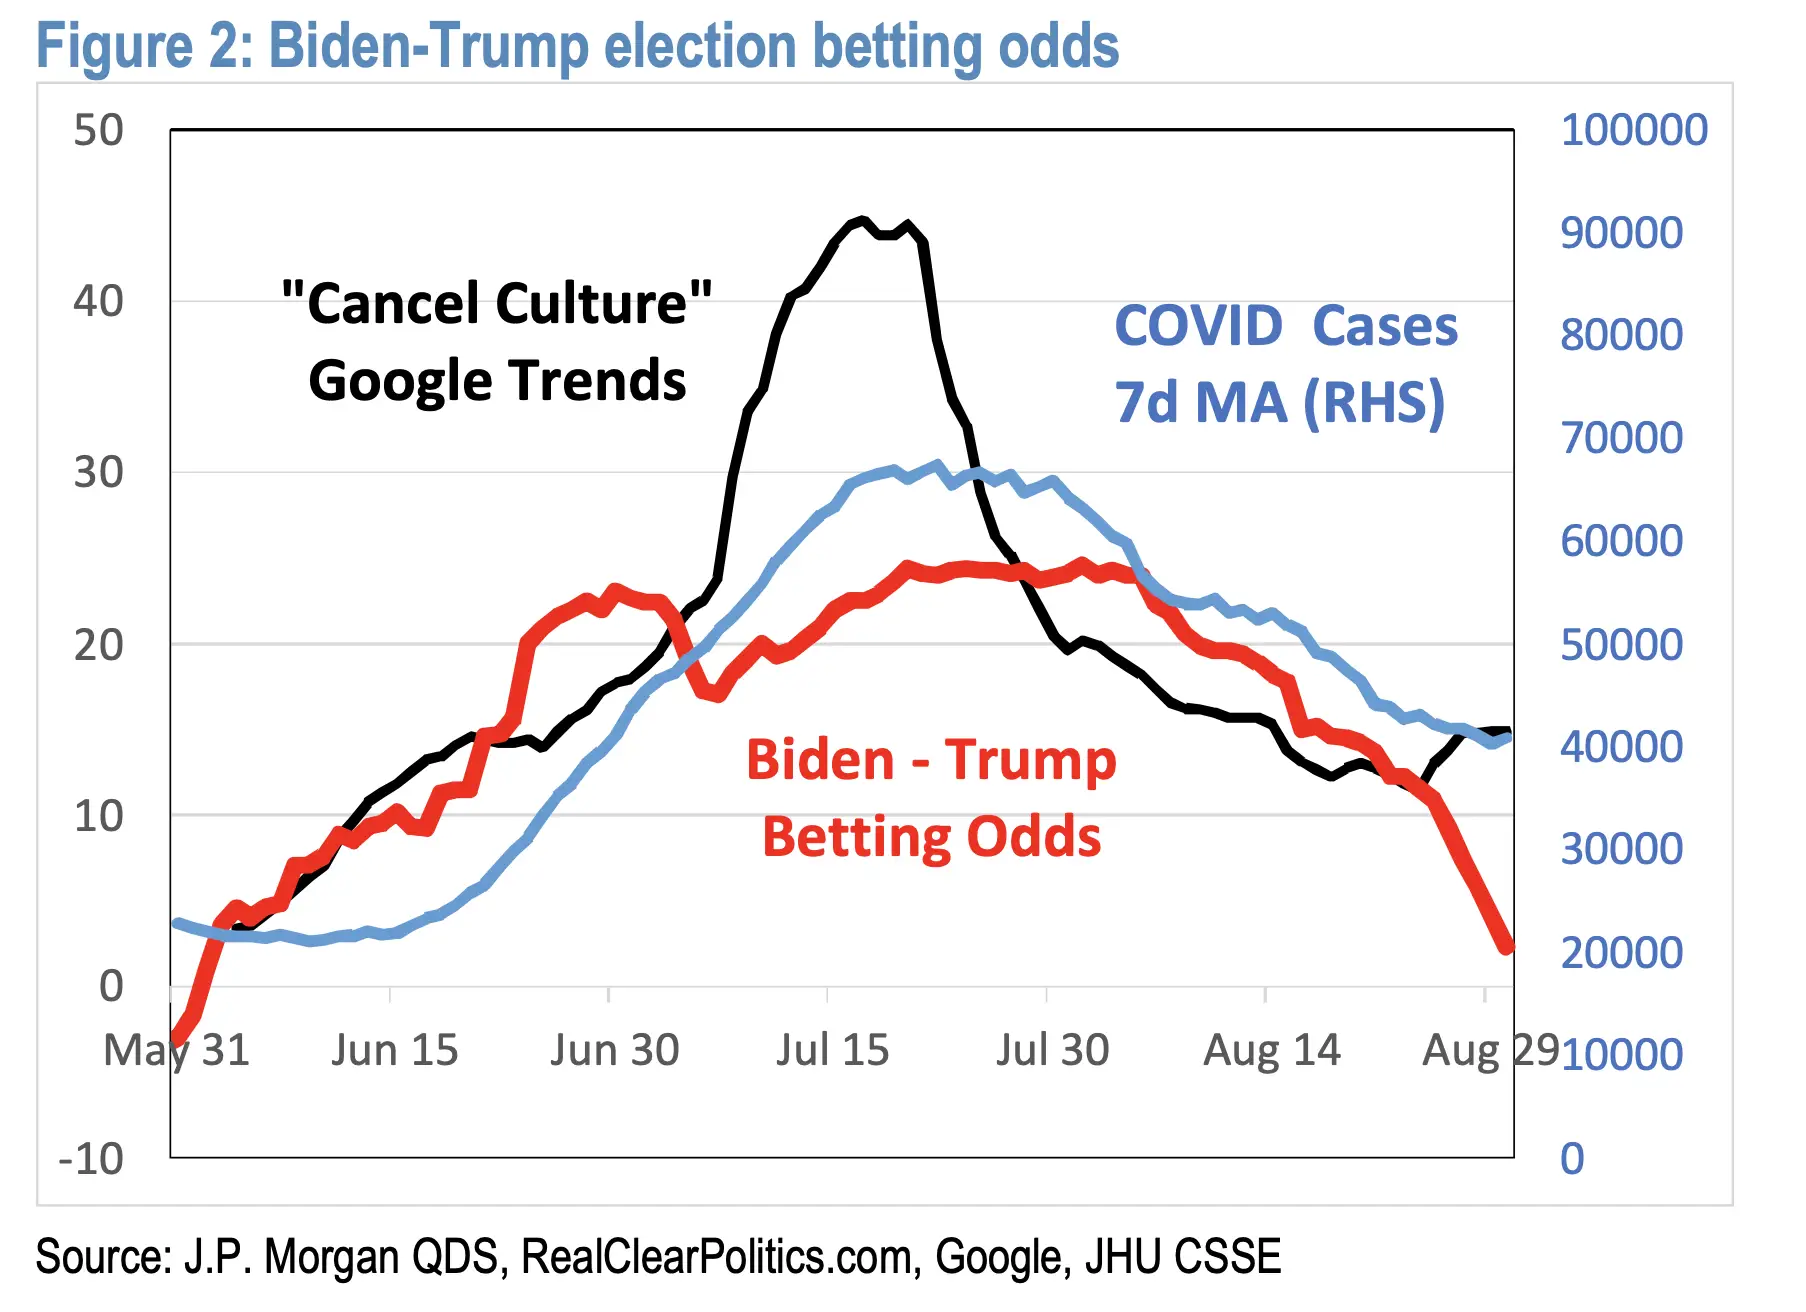 Figure 2: Biden-Trump election betting odds
50
40
30
20
10
0
-10
100000
90000
80000
70000
60000
50000
40000
30000
20000
10000
0
"Cancel Culture"
Google Trends
COVID Cases
7d MA (RHS)
Biden - Trump
Betting Odds
May 31
Jun 15
Jun 30
Jul 15
Jul 30
Aug 14
Aug 29
Source: J.P. Morgan QDS, RealClearPolitics.com, Google, JHU CSSE